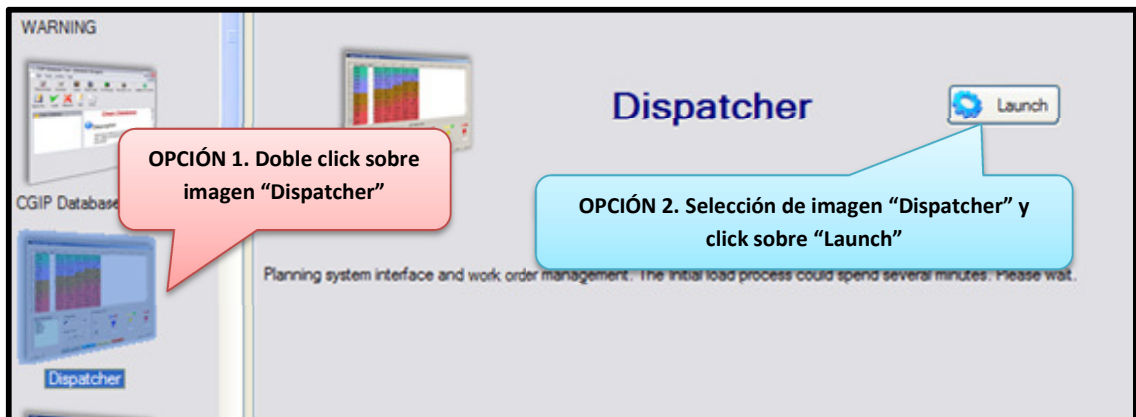 WARNING
Dispatcher
Launch
OPCIÓN 1. Doble click sobre
imagen “Dispatcher”
CGIP Database
OPCIÓN 2. Selección de imagen “Dispatcher” y
click sobre “Launch”
Planning system interface and work order management. The initial load process could spend several minutes. Please wait.
Dispatcher